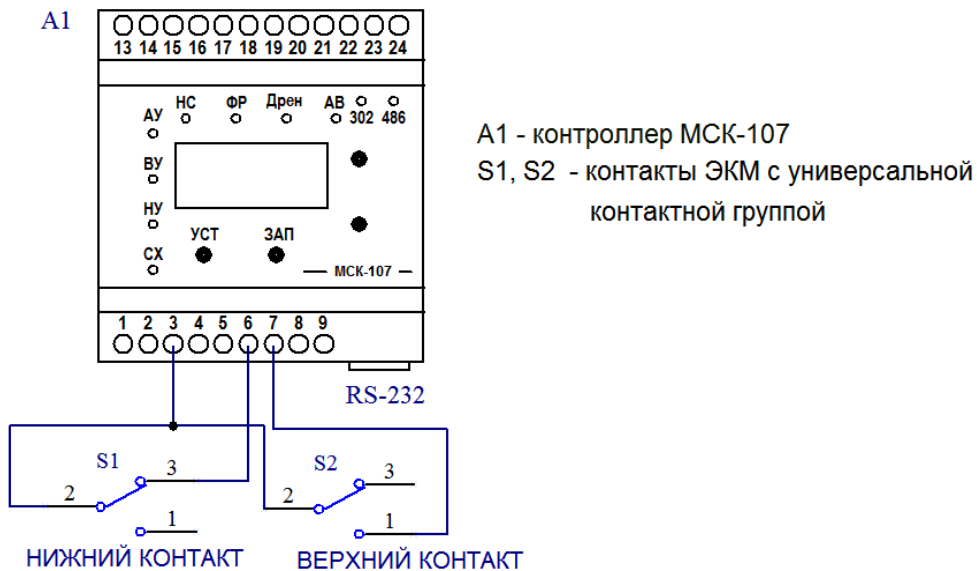 A1
13 14 15 16 17 18 19 20 21 22 23 24
НС ФР Дрен АВ 302 486
АУ
ВУ
НУ
СХ
УСТ ЗАП
МСК-107
1 2 3 4 5 6 7 8 9
RS-232
A1 - контроллер МСК-107
S1, S2 - контакты ЭКМ с универсальной
контактной группой
S1 3
2
1
НИЖНИЙ КОНТАКТ
S2 3
2
1
ВЕРХНИЙ КОНТАКТ